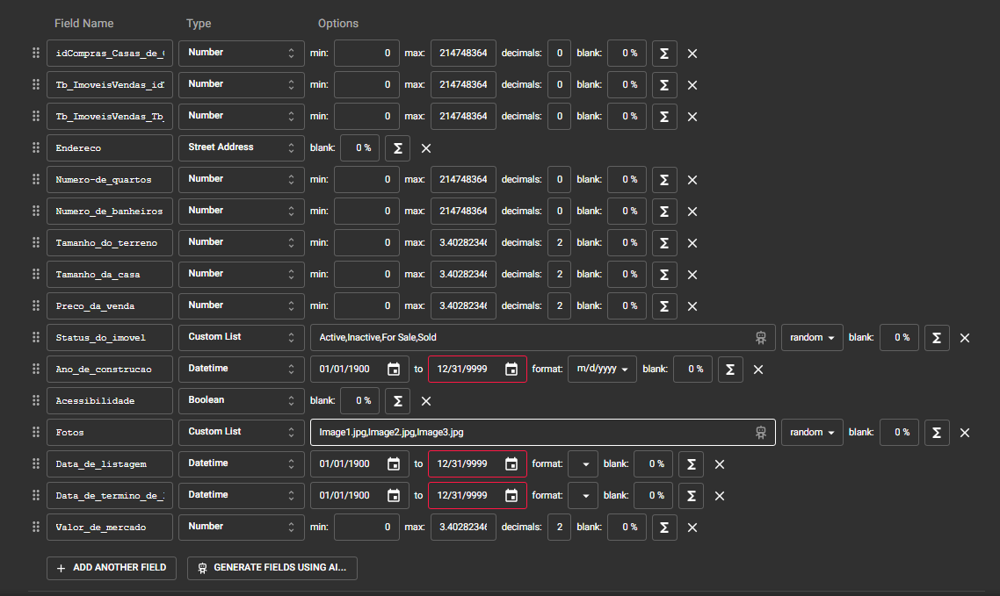 Field Name Type Options
idCompras_Casas_de_ Number min: 0 max: 214748364 decimals: 0 blank: 0 % Σ
Tb_ImoveisVendas_id Number min: 0 max: 214748364 decimals: 0 blank: 0 % Σ
Tb_ImoveisVendas_Tb_ Number min: 0 max: 214748364 decimals: 0 blank: 0 % Σ
Endereco Street Address blank: 0 % Σ
Numero-de_quartos Number min: 0 max: 214748364 decimals: 0 blank: 0 % Σ
Numero_de_banheiros Number min: 0 max: 214748364 decimals: 0 blank: 0 % Σ
Tamanho_do_terreno Number min: 0 max: 3.40282346 decimals: 2 blank: 0 % Σ
Tamanho_da_casa Number min: 0 max: 3.40282346 decimals: 2 blank: 0 % Σ
Preco_da_venda Number min: 0 max: 3.40282346 decimals: 2 blank: 0 % Σ
Status_do_imovel Custom List Active,Inactive,For Sale,Sold random blank: 0 % Σ
Ano_de_construcao Datetime 01/01/1900 to 12/31/9999 format: m/d/yyyy blank: 0 % Σ
Acessibilidade Boolean blank: 0 % Σ
Fotos Custom List Image1.jpg,Image2.jpg,Image3.jpg random blank: 0 % Σ
Data_de_listagem Datetime 01/01/1900 to 12/31/9999 format: blank: 0 % Σ
Data_de_termino_de_ Datetime 01/01/1900 to 12/31/9999 format: blank: 0 % Σ
Valor_de_mercado Number min: 0 max: 3.40282346 decimals: 2 blank: 0 % Σ
+ ADD ANOTHER FIELD GENERATE FIELDS USING AI...